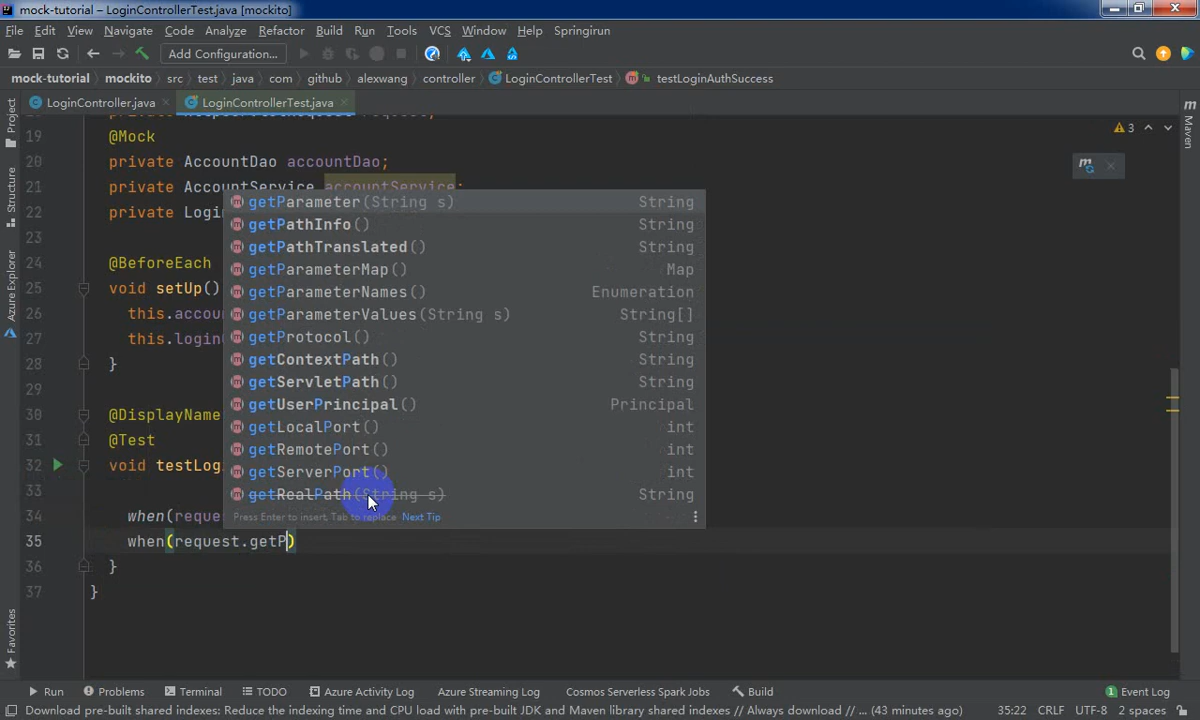 mock-tutorial – LoginControllerTest.java [mockito]
File Edit View Navigate Code Analyze Refactor Build Run Tools VCS Window Help Springirun
Add Configuration...
mock-tutorial mockito src test java com github alexwang controller LoginControllerTest testLoginAuthSuccess
LoginController.java LoginControllerTest.java
Project
Structure
Azure Explorer
Favorites
Maven
3
19 @Mock
20 private AccountDao accountDao;
21 private AccountService accountService;
22 private Logi
23
24 @BeforeEach
25 void setUp()
26 this.accou
27 this.login
28 }
29
30 @DisplayName
31 @Test
32 void testLog
33
34 when(reque
35 when(request.getP)
36 }
37 }
getParameter(String s) String
getPathInfo() String
getPathTranslated() String
getParameterMap() Map
getParameterNames() Enumeration
getParameterValues(String s) String[]
getProtocol() String
getContextPath() String
getServletPath() String
getUserPrincipal() Principal
getLocalPort() int
getRemotePort() int
getServerPort() int
getRealPath(String s) String
Press Enter to insert, Tab to replace Next Tip
Run Problems Terminal TODO Azure Activity Log Azure Streaming Log Cosmos Serverless Spark Jobs Build 1 Event Log
Download pre-built shared indexes: Reduce the indexing time and CPU load with pre-built JDK and Maven library shared indexes // Always download // ... (43 minutes ago) 35:22 CRLF UTF-8 2 spaces